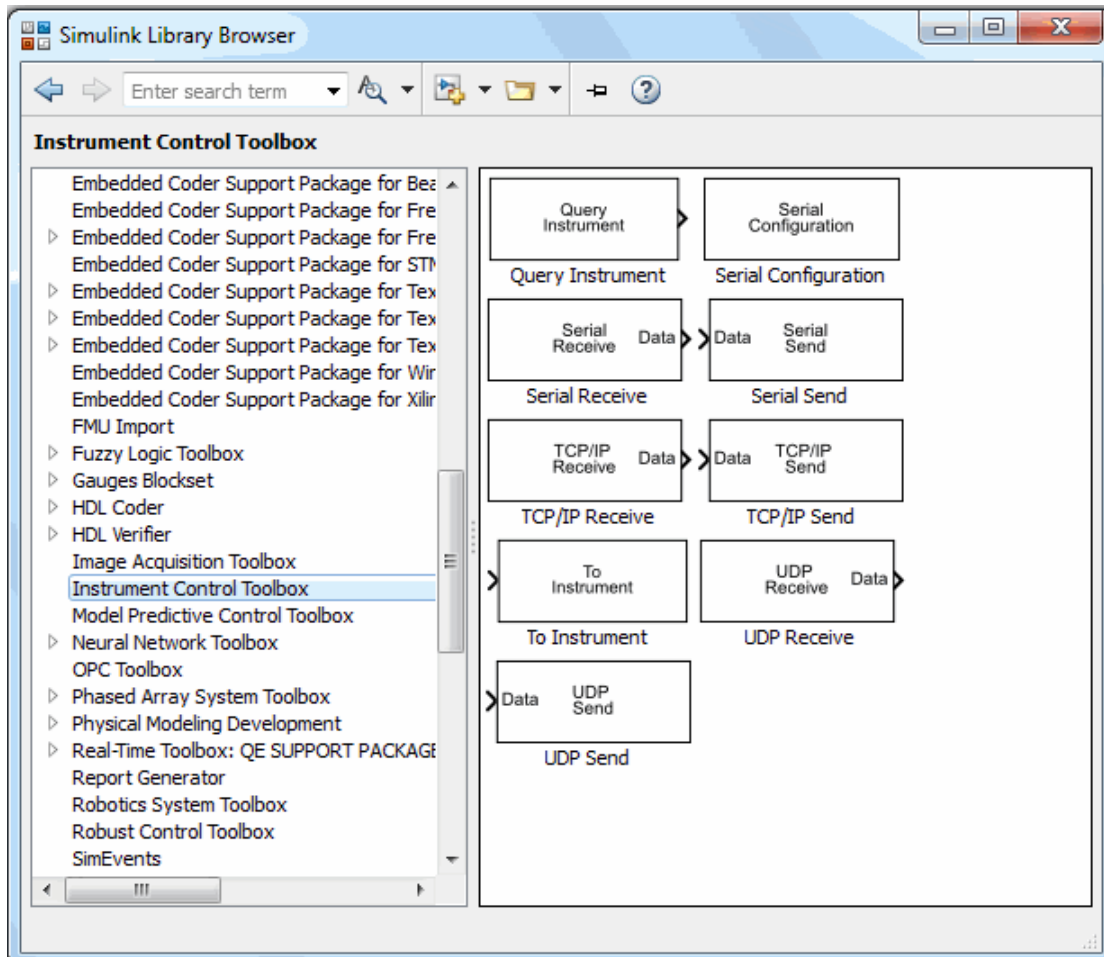 Simulink Library Browser
Enter search term
Instrument Control Toolbox
Embedded Coder Support Package for Bea
Embedded Coder Support Package for Fre
Embedded Coder Support Package for Fre
Embedded Coder Support Package for STM
Embedded Coder Support Package for Tex
Embedded Coder Support Package for Tex
Embedded Coder Support Package for Tex
Embedded Coder Support Package for Wir
Embedded Coder Support Package for Xilin
FMU Import
Fuzzy Logic Toolbox
Gauges Blockset
HDL Coder
HDL Verifier
Image Acquisition Toolbox
Instrument Control Toolbox
Model Predictive Control Toolbox
Neural Network Toolbox
OPC Toolbox
Phased Array System Toolbox
Physical Modeling Development
Real-Time Toolbox: QE SUPPORT PACKAGE
Report Generator
Robotics System Toolbox
Robust Control Toolbox
SimEvents
Query
Instrument
Query Instrument
Serial
Configuration
Serial Configuration
Serial
Receive
Data
Serial Receive
Data
Serial
Send
Serial Send
TCP/IP
Receive
Data
TCP/IP Receive
Data
TCP/IP
Send
TCP/IP Send
To
Instrument
To Instrument
UDP
Receive
Data
UDP Receive
Data
UDP
Send
UDP Send